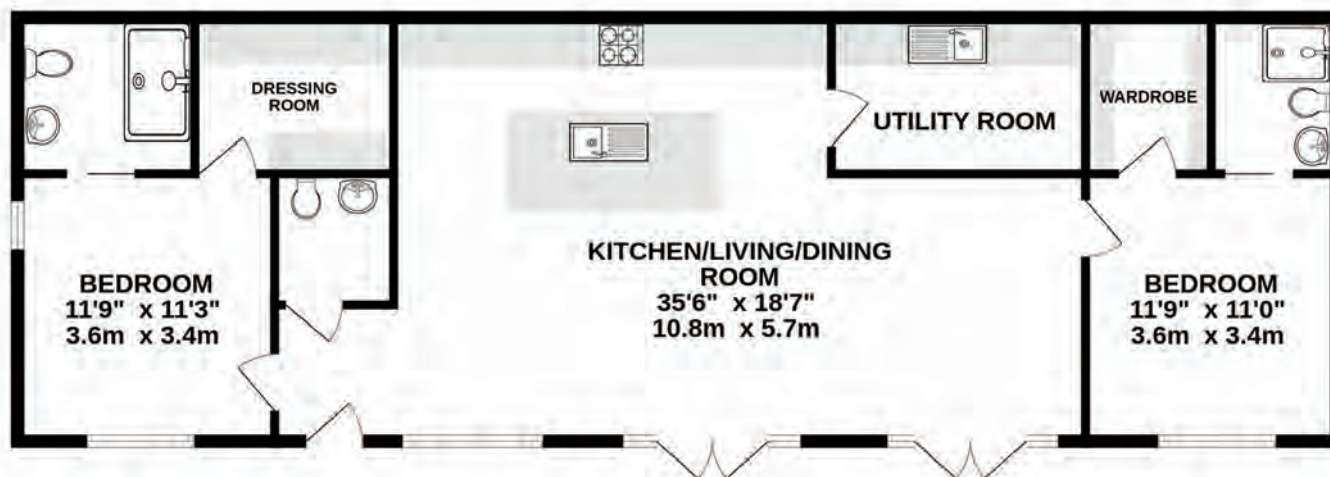 DRESSING
ROOM
WARDROBE
UTILITY ROOM
KITCHEN/LIVING/DINING
ROOM
35'6" x 18'7"
10.8m x 5.7m
BEDROOM
11'9" x 11'3"
3.6m x 3.4m
BEDROOM
11'9" x 11'0"
3.6m x 3.4m